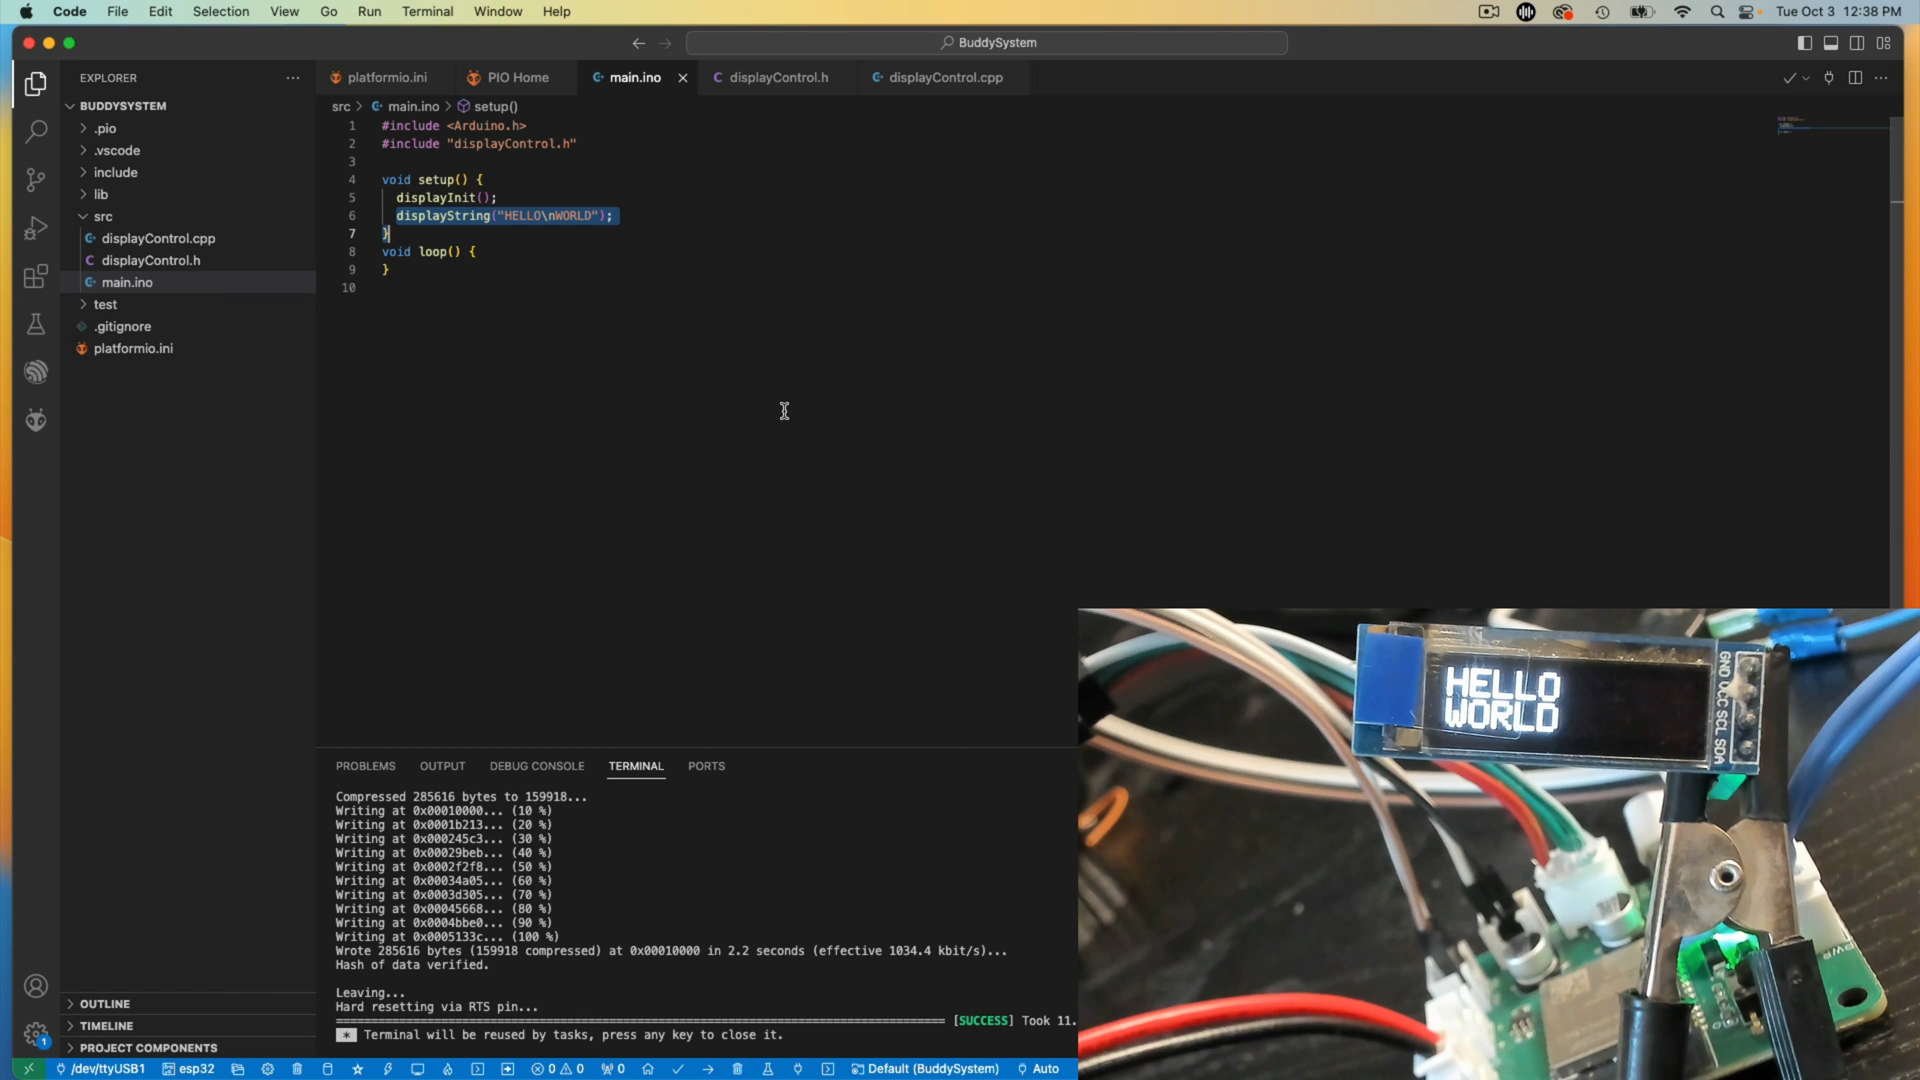 Code File Edit Selection View Go Run Terminal Window Help
Tue Oct 3 12:38 PM
BuddySystem
EXPLORER
platformio.ini
PIO Home
main.ino
displayControl.h
displayControl.cpp
BUDDYSYSTEM
.pio
.vscode
include
lib
src
displayControl.cpp
displayControl.h
main.ino
test
.gitignore
platformio.ini
src > main.ino > setup()
1 #include <Arduino.h>
2 #include "displayControl.h"
3
4 void setup() {
5 displayInit();
6 displayString("HELLO\nWORLD");
7 }
8 void loop() {
9 }
10
PROBLEMS OUTPUT DEBUG CONSOLE TERMINAL PORTS
Compressed 285616 bytes to 159918...
Writing at 0x00010000... (10 %)
Writing at 0x0001b213... (20 %)
Writing at 0x000245c3... (30 %)
Writing at 0x00029beb... (40 %)
Writing at 0x0002f2f8... (50 %)
Writing at 0x00034a05... (60 %)
Writing at 0x0003d305... (70 %)
Writing at 0x00045668... (80 %)
Writing at 0x0004bbe0... (90 %)
Writing at 0x0005133c... (100 %)
Wrote 285616 bytes (159918 compressed) at 0x00010000 in 2.2 seconds (effective 1034.4 kbit/s)...
Hash of data verified.
Leaving...
Hard resetting via RTS pin...
[SUCCESS] Took 11.
* Terminal will be reused by tasks, press any key to close it.
OUTLINE
TIMELINE
PROJECT COMPONENTS
1
/dev/ttyUSB1
esp32
0
0
0
Default (BuddySystem)
Auto
HELLO
WORLD
GND VCC SCL SDA
PWR